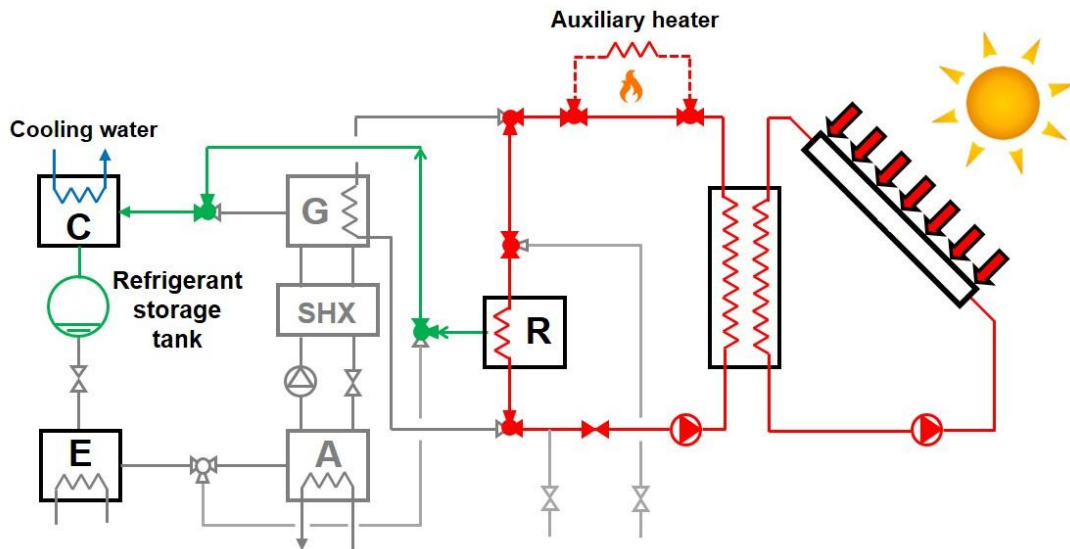 Auxiliary heater
Cooling water
C
G
Refrigerant
storage
tank
SHX
R
E
A